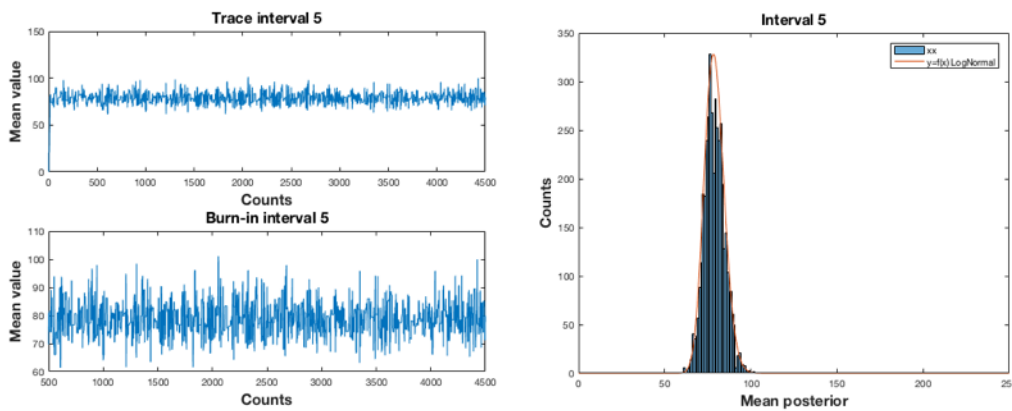 Trace interval 5
Mean value
150
100
50
0
0 500 1000 1500 2000 2500 3000 3500 4000 4500
Counts
Burn-in interval 5
Mean value
110
100
90
80
70
60
500 1000 1500 2000 2500 3000 3500 4000 4500
Counts
Interval 5
Counts
350
300
250
200
150
100
50
0
xx
y=f(x) LogNormal
0 50 100 150 200 25
Mean posterior